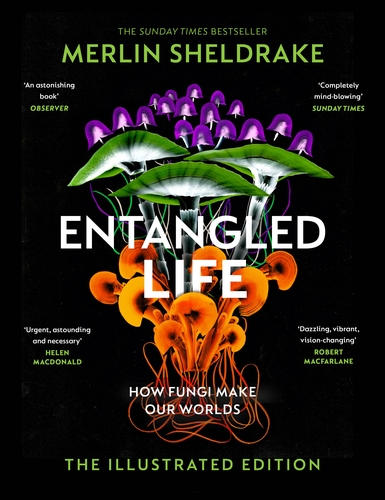 THE SUNDAY TIMES BESTSELLER
MERLIN SHELDRAKE
‘An astonishing
book’
OBSERVER
‘Completely
mind-blowing’
SUNDAY TIMES
ENTANGLED
LIFE
‘Urgent, astounding
and necessary’
HELEN
MACDONALD
‘Dazzling, vibrant,
vision-changing’
ROBERT
MACFARLANE
HOW FUNGI MAKE
OUR WORLDS
THE ILLUSTRATED EDITION